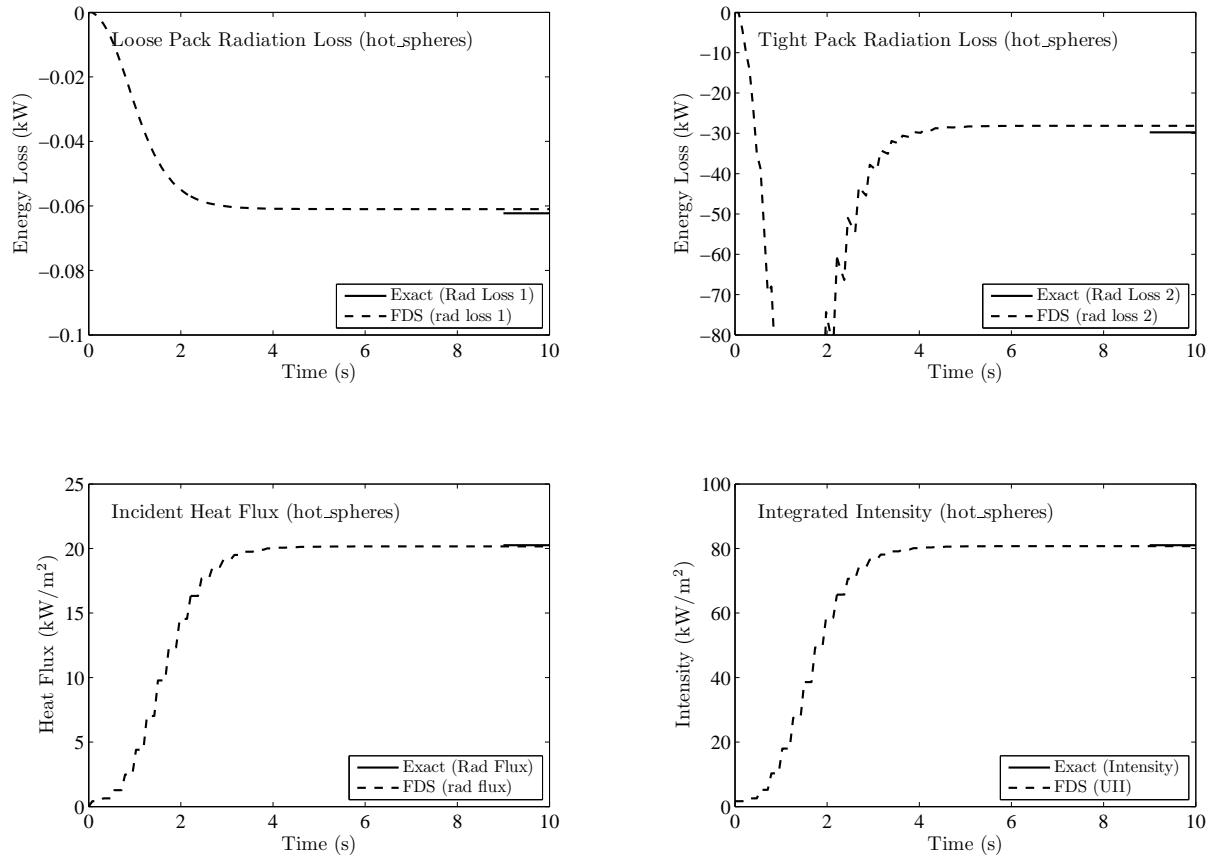 Loose Pack Radiation Loss (hot_spheres)
0
−0.02
−0.04
−0.06
−0.08
−0.1
Energy Loss (kW)
Exact (Rad Loss 1)
FDS (rad loss 1)
0 2 4 6 8 10
Time (s)
Tight Pack Radiation Loss (hot_spheres)
0
−10
−20
−30
−40
−50
−60
−70
−80
Energy Loss (kW)
Exact (Rad Loss 2)
FDS (rad loss 2)
0 2 4 6 8 10
Time (s)
Incident Heat Flux (hot_spheres)
25
20
15
10
5
0
Heat Flux (kW/m²)
Exact (Rad Flux)
FDS (rad flux)
0 2 4 6 8 10
Time (s)
Integrated Intensity (hot_spheres)
100
80
60
40
20
0
Intensity (kW/m²)
Exact (Intensity)
FDS (UII)
0 2 4 6 8 10
Time (s)